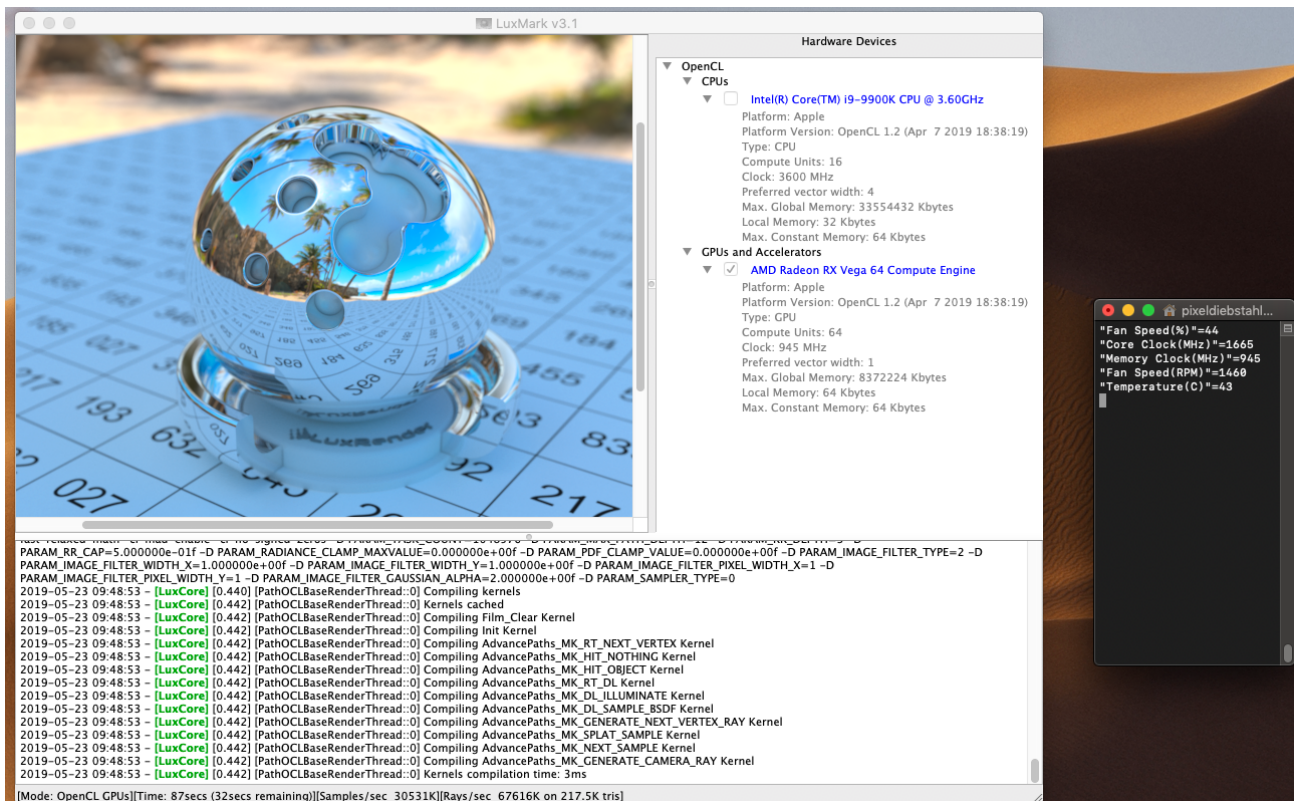 LuxMark v3.1
Hardware Devices
OpenCL
CPUs
Intel(R) Core(TM) i9-9900K CPU @ 3.60GHz
Platform: Apple
Platform Version: OpenCL 1.2 (Apr 7 2019 18:38:19)
Type: CPU
Compute Units: 16
Clock: 3600 MHz
Preferred vector width: 4
Max. Global Memory: 33554432 Kbytes
Local Memory: 32 Kbytes
Max. Constant Memory: 64 Kbytes
GPUs and Accelerators
AMD Radeon RX Vega 64 Compute Engine
Platform: Apple
Platform Version: OpenCL 1.2 (Apr 7 2019 18:38:19)
Type: GPU
Compute Units: 64
Clock: 945 MHz
Preferred vector width: 1
Max. Global Memory: 8372224 Kbytes
Local Memory: 64 Kbytes
Max. Constant Memory: 64 Kbytes
pixeldiebstahl...
"Fan Speed(%)"=44
"Core Clock(MHz)"=1665
"Memory Clock(MHz)"=945
"Fan Speed(RPM)"=1460
"Temperature(C)"=43
027
193
632
217
LuxRender
PARAM_RR_CAP=5.000000e-01f -D PARAM_RADIANCE_CLAMP_MAXVALUE=0.000000e+00f -D PARAM_PDF_CLAMP_VALUE=0.000000e+00f -D PARAM_IMAGE_FILTER_TYPE=2 -D
PARAM_IMAGE_FILTER_WIDTH_X=1.000000e+00f -D PARAM_IMAGE_FILTER_WIDTH_Y=1.000000e+00f -D PARAM_IMAGE_FILTER_PIXEL_WIDTH_X=1 -D
PARAM_IMAGE_FILTER_PIXEL_WIDTH_Y=1 -D PARAM_IMAGE_FILTER_GAUSSIAN_ALPHA=2.000000e+00f -D PARAM_SAMPLER_TYPE=0
2019-05-23 09:48:53 - [LuxCore] [0.440] [PathOCLBaseRenderThread::0] Compiling kernels
2019-05-23 09:48:53 - [LuxCore] [0.442] [PathOCLBaseRenderThread::0] Kernels cached
2019-05-23 09:48:53 - [LuxCore] [0.442] [PathOCLBaseRenderThread::0] Compiling Film_Clear Kernel
2019-05-23 09:48:53 - [LuxCore] [0.442] [PathOCLBaseRenderThread::0] Compiling Init Kernel
2019-05-23 09:48:53 - [LuxCore] [0.442] [PathOCLBaseRenderThread::0] Compiling AdvancePaths_MK_RT_NEXT_VERTEX Kernel
2019-05-23 09:48:53 - [LuxCore] [0.442] [PathOCLBaseRenderThread::0] Compiling AdvancePaths_MK_HIT_NOTHING Kernel
2019-05-23 09:48:53 - [LuxCore] [0.442] [PathOCLBaseRenderThread::0] Compiling AdvancePaths_MK_HIT_OBJECT Kernel
2019-05-23 09:48:53 - [LuxCore] [0.442] [PathOCLBaseRenderThread::0] Compiling AdvancePaths_MK_RT_DL Kernel
2019-05-23 09:48:53 - [LuxCore] [0.442] [PathOCLBaseRenderThread::0] Compiling AdvancePaths_MK_DL_ILLUMINATE Kernel
2019-05-23 09:48:53 - [LuxCore] [0.442] [PathOCLBaseRenderThread::0] Compiling AdvancePaths_MK_DL_SAMPLE_BSDF Kernel
2019-05-23 09:48:53 - [LuxCore] [0.442] [PathOCLBaseRenderThread::0] Compiling AdvancePaths_MK_GENERATE_NEXT_VERTEX_RAY Kernel
2019-05-23 09:48:53 - [LuxCore] [0.442] [PathOCLBaseRenderThread::0] Compiling AdvancePaths_MK_SPLAT_SAMPLE Kernel
2019-05-23 09:48:53 - [LuxCore] [0.442] [PathOCLBaseRenderThread::0] Compiling AdvancePaths_MK_NEXT_SAMPLE Kernel
2019-05-23 09:48:53 - [LuxCore] [0.442] [PathOCLBaseRenderThread::0] Compiling AdvancePaths_MK_GENERATE_CAMERA_RAY Kernel
2019-05-23 09:48:53 - [LuxCore] [0.442] [PathOCLBaseRenderThread::0] Kernels compilation time: 3ms
[Mode: OpenCL GPUs][Time: 87secs (32secs remaining)][Samples/sec 30531K][Rays/sec 67616K on 217.5K tris]